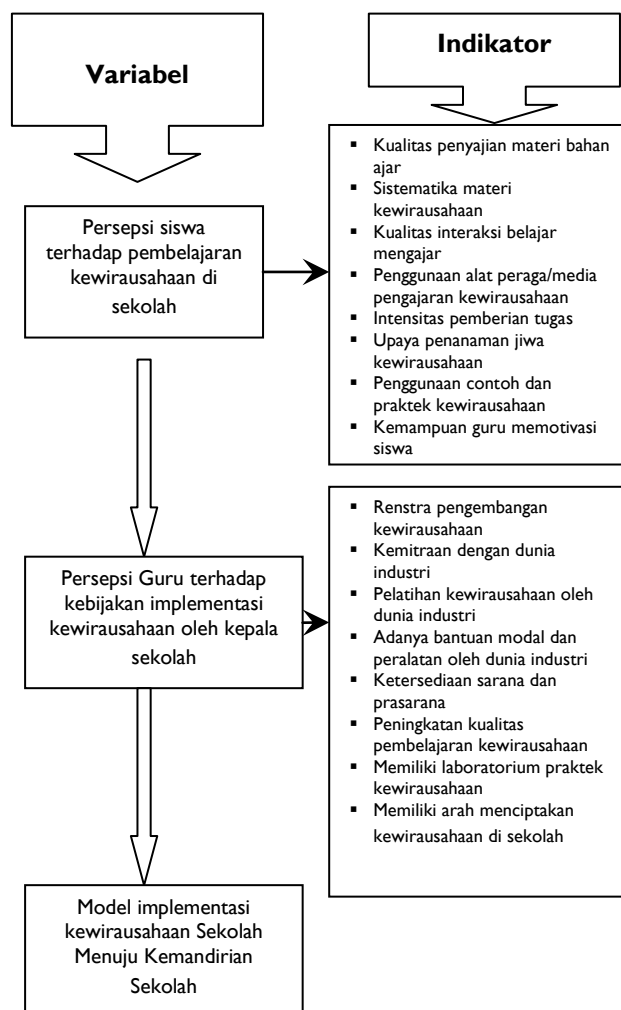 Variabel
Indikator
Persepsi siswa
terhadap pembelajaran
kewirausahaan di
sekolah
▪ Kualitas penyajian materi bahan
ajar
▪ Sistematika materi
kewirausahaan
▪ Kualitas interaksi belajar
mengajar
▪ Penggunaan alat peraga/media
pengajaran kewirausahaan
▪ Intensitas pemberian tugas
▪ Upaya penanaman jiwa
kewirausahaan
▪ Penggunaan contoh dan
praktek kewirausahaan
▪ Kemampuan guru memotivasi
siswa
Persepsi Guru terhadap
kebijakan implementasi
kewirausahaan oleh kepala
sekolah
▪ Renstra pengembangan
kewirausahaan
▪ Kemitraan dengan dunia
industri
▪ Pelatihan kewirausahaan oleh
dunia industri
▪ Adanya bantuan modal dan
peralatan oleh dunia industri
▪ Ketersediaan sarana dan
prasarana
▪ Peningkatan kualitas
pembelajaran kewirausahaan
▪ Memiliki laboratorium praktek
kewirausahaan
▪ Memiliki arah menciptakan
kewirausahaan di sekolah
Model implementasi
kewirausahaan Sekolah
Menuju Kemandirian
Sekolah